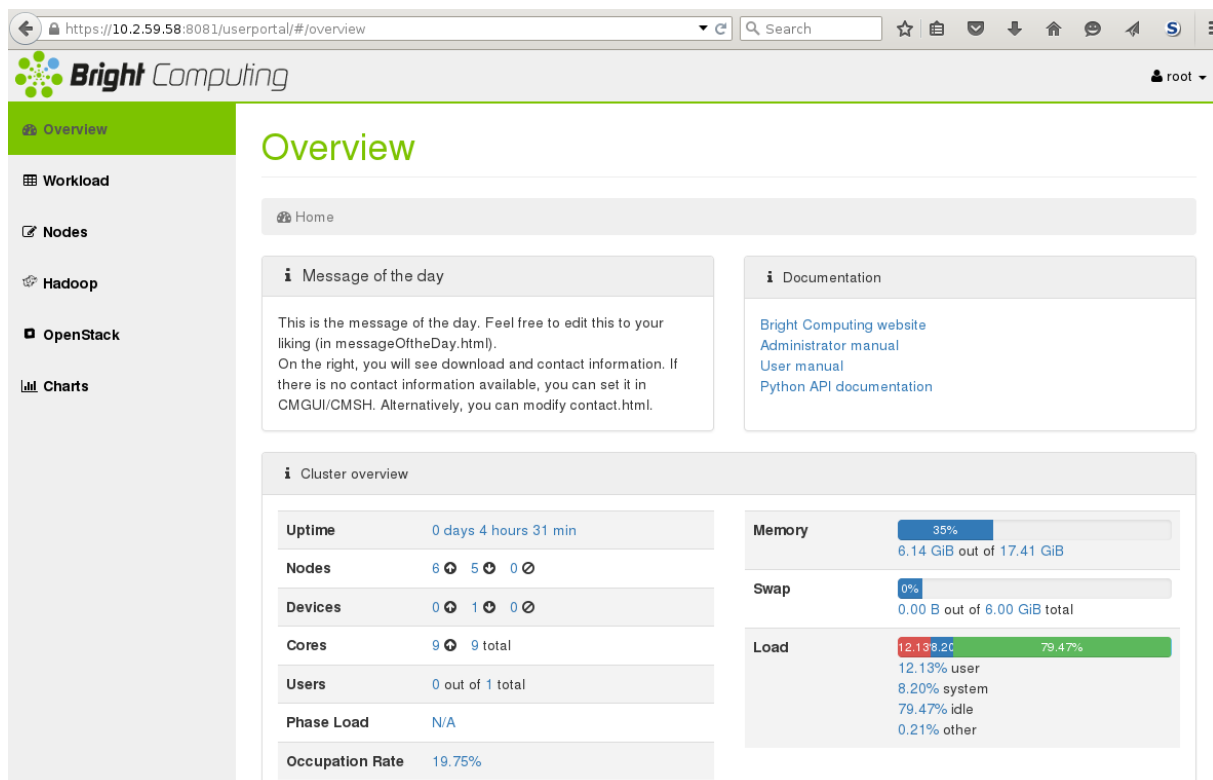 https://10.2.59.58:8081/userportal/#/overview
Search
Bright Computing
root
Overview
Workload
Nodes
Hadoop
OpenStack
Charts
Overview
Home
Message of the day
This is the message of the day. Feel free to edit this to your
liking (in messageOftheDay.html).
On the right, you will see download and contact information. If
there is no contact information available, you can set it in
CMGUI/CMSH. Alternatively, you can modify contact.html.
Documentation
Bright Computing website
Administrator manual
User manual
Python API documentation
Cluster overview
Uptime 0 days 4 hours 31 min
Nodes 6 5 0
Devices 0 1 0
Cores 9 9 total
Users 0 out of 1 total
Phase Load N/A
Occupation Rate 19.75%
Memory 35%
6.14 GiB out of 17.41 GiB
Swap 0%
0.00 B out of 6.00 GiB total
Load 12.13% 8.20 79.47%
12.13% user
8.20% system
79.47% idle
0.21% other